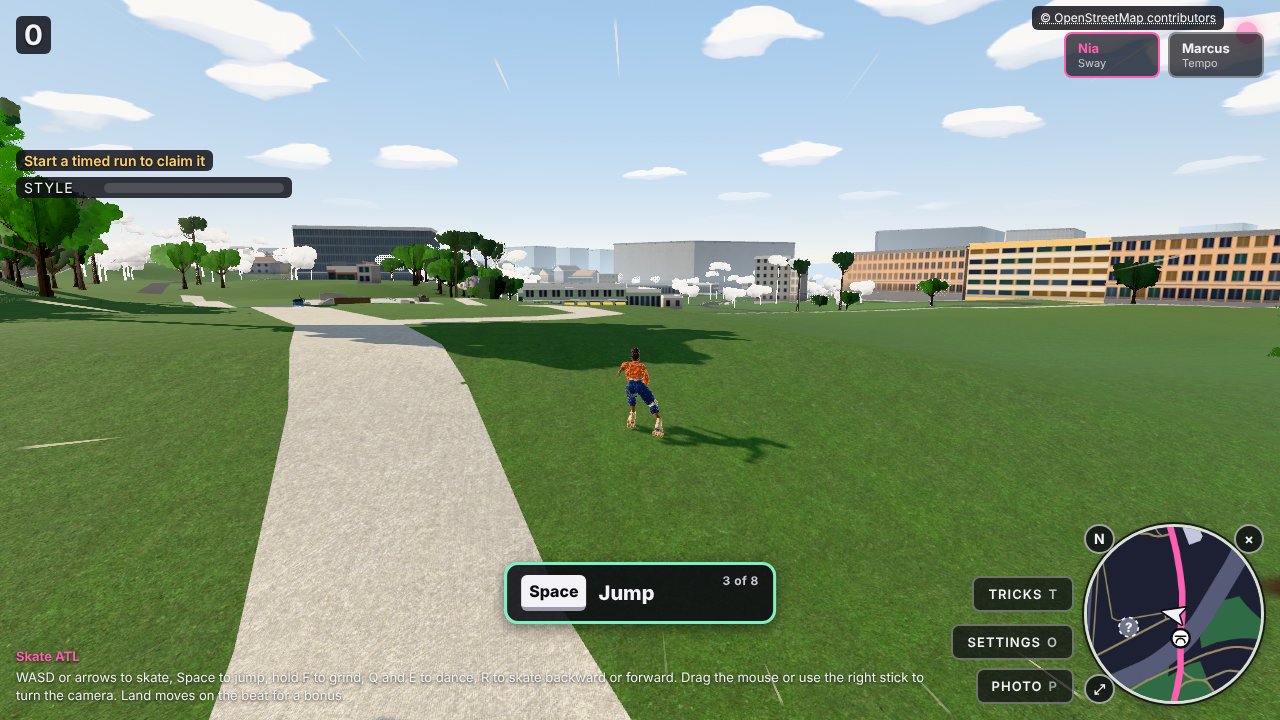 0
© OpenStreetMap contributors
Nia
Sway
Marcus
Tempo
Start a timed run to claim it
STYLE
Space
Jump
3 of 8
N
×
?
TRICKS T
SETTINGS O
PHOTO P
Skate ATL
WASD or arrows to skate, Space to jump, hold F to grind, Q and E to dance, R to skate backward or forward. Drag the mouse or use the right stick to
turn the camera. Land moves on the beat for a bonus.